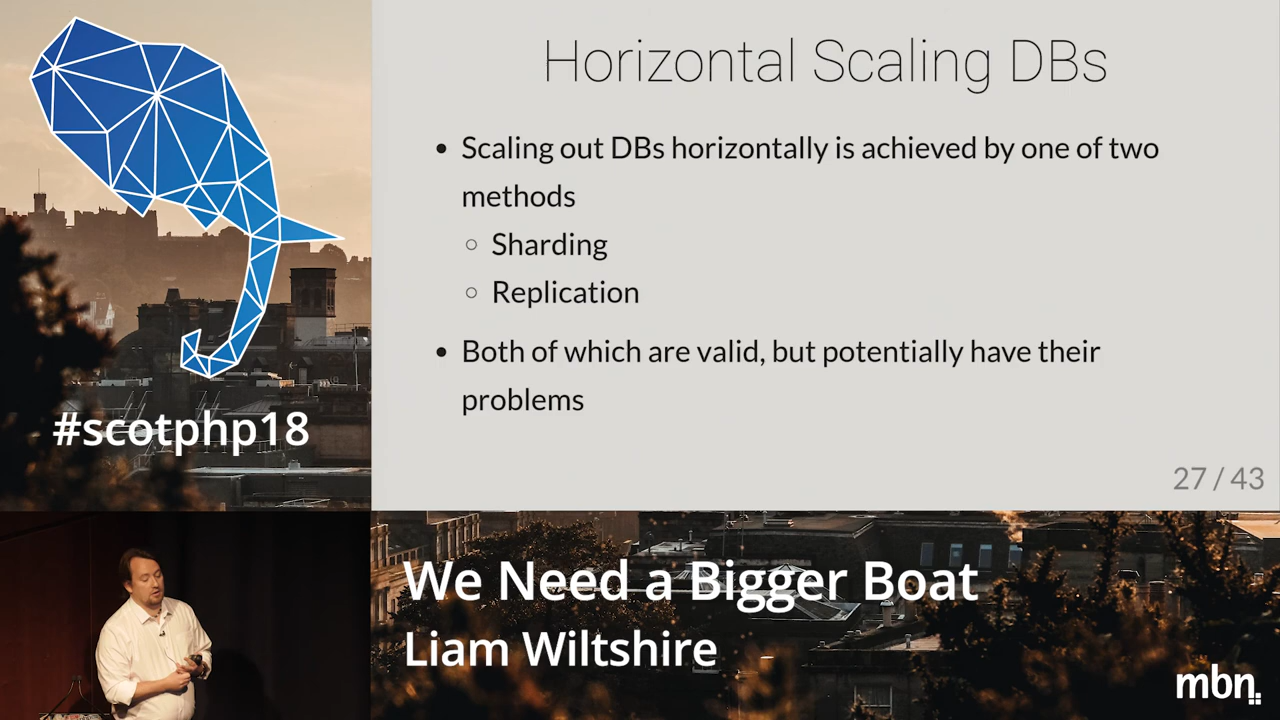 Horizontal Scaling DBs
• Scaling out DBs horizontally is achieved by one of two
methods
○ Sharding
○ Replication
• Both of which are valid, but potentially have their
problems
27 / 43
#scotphp18
We Need a Bigger Boat
Liam Wiltshire
mbn